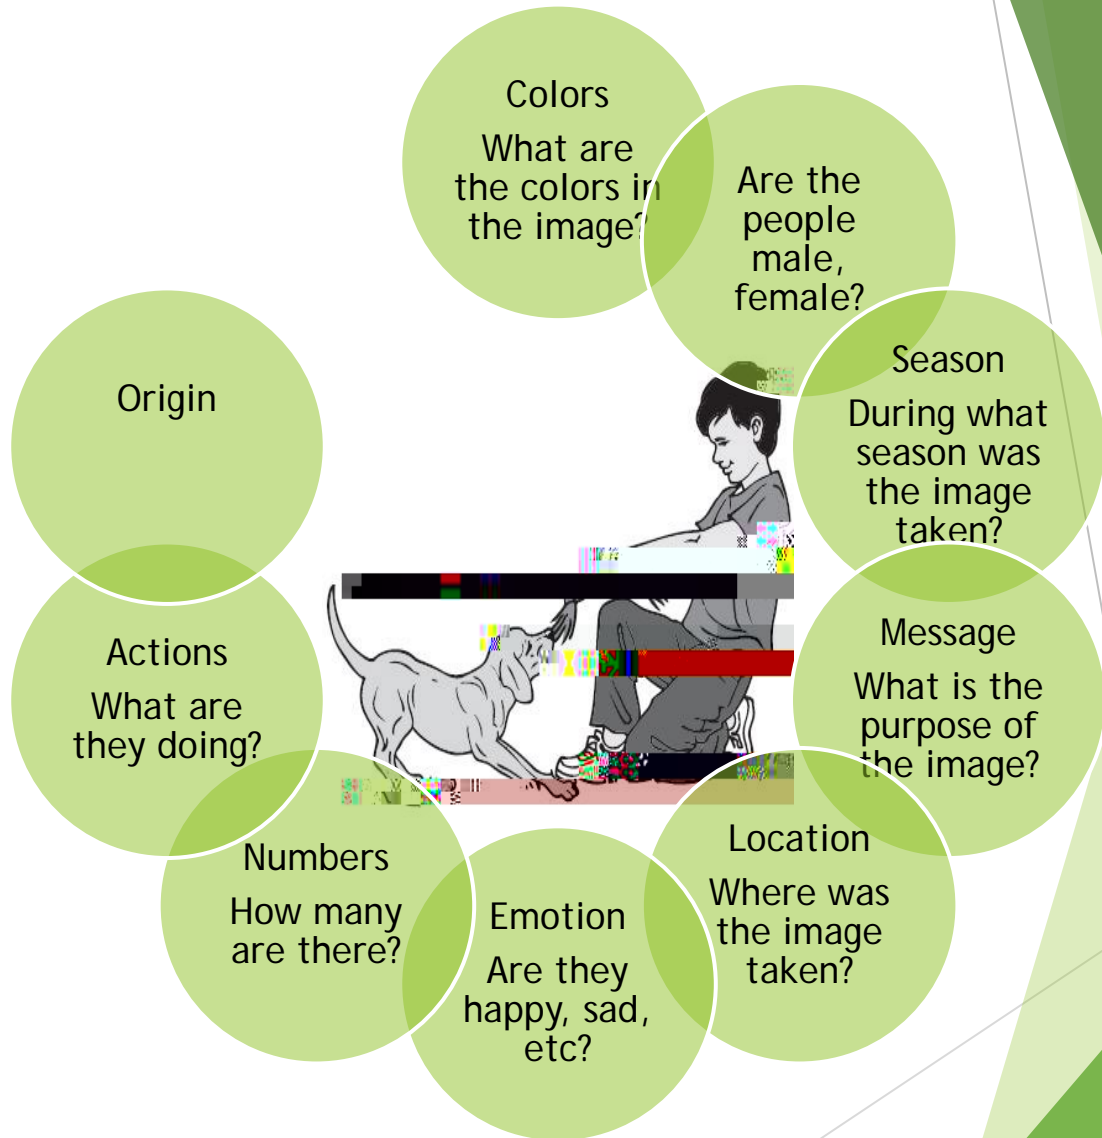 Colors
What are
the colors in
the image?
Are the
people
male,
female?
Season
During what
season was
the image
taken?
Message
What is the
purpose of
the image?
Location
Where was
the image
taken?
Emotion
Are they
happy, sad,
etc?
Numbers
How many
are there?
Actions
What are
they doing?
Origin